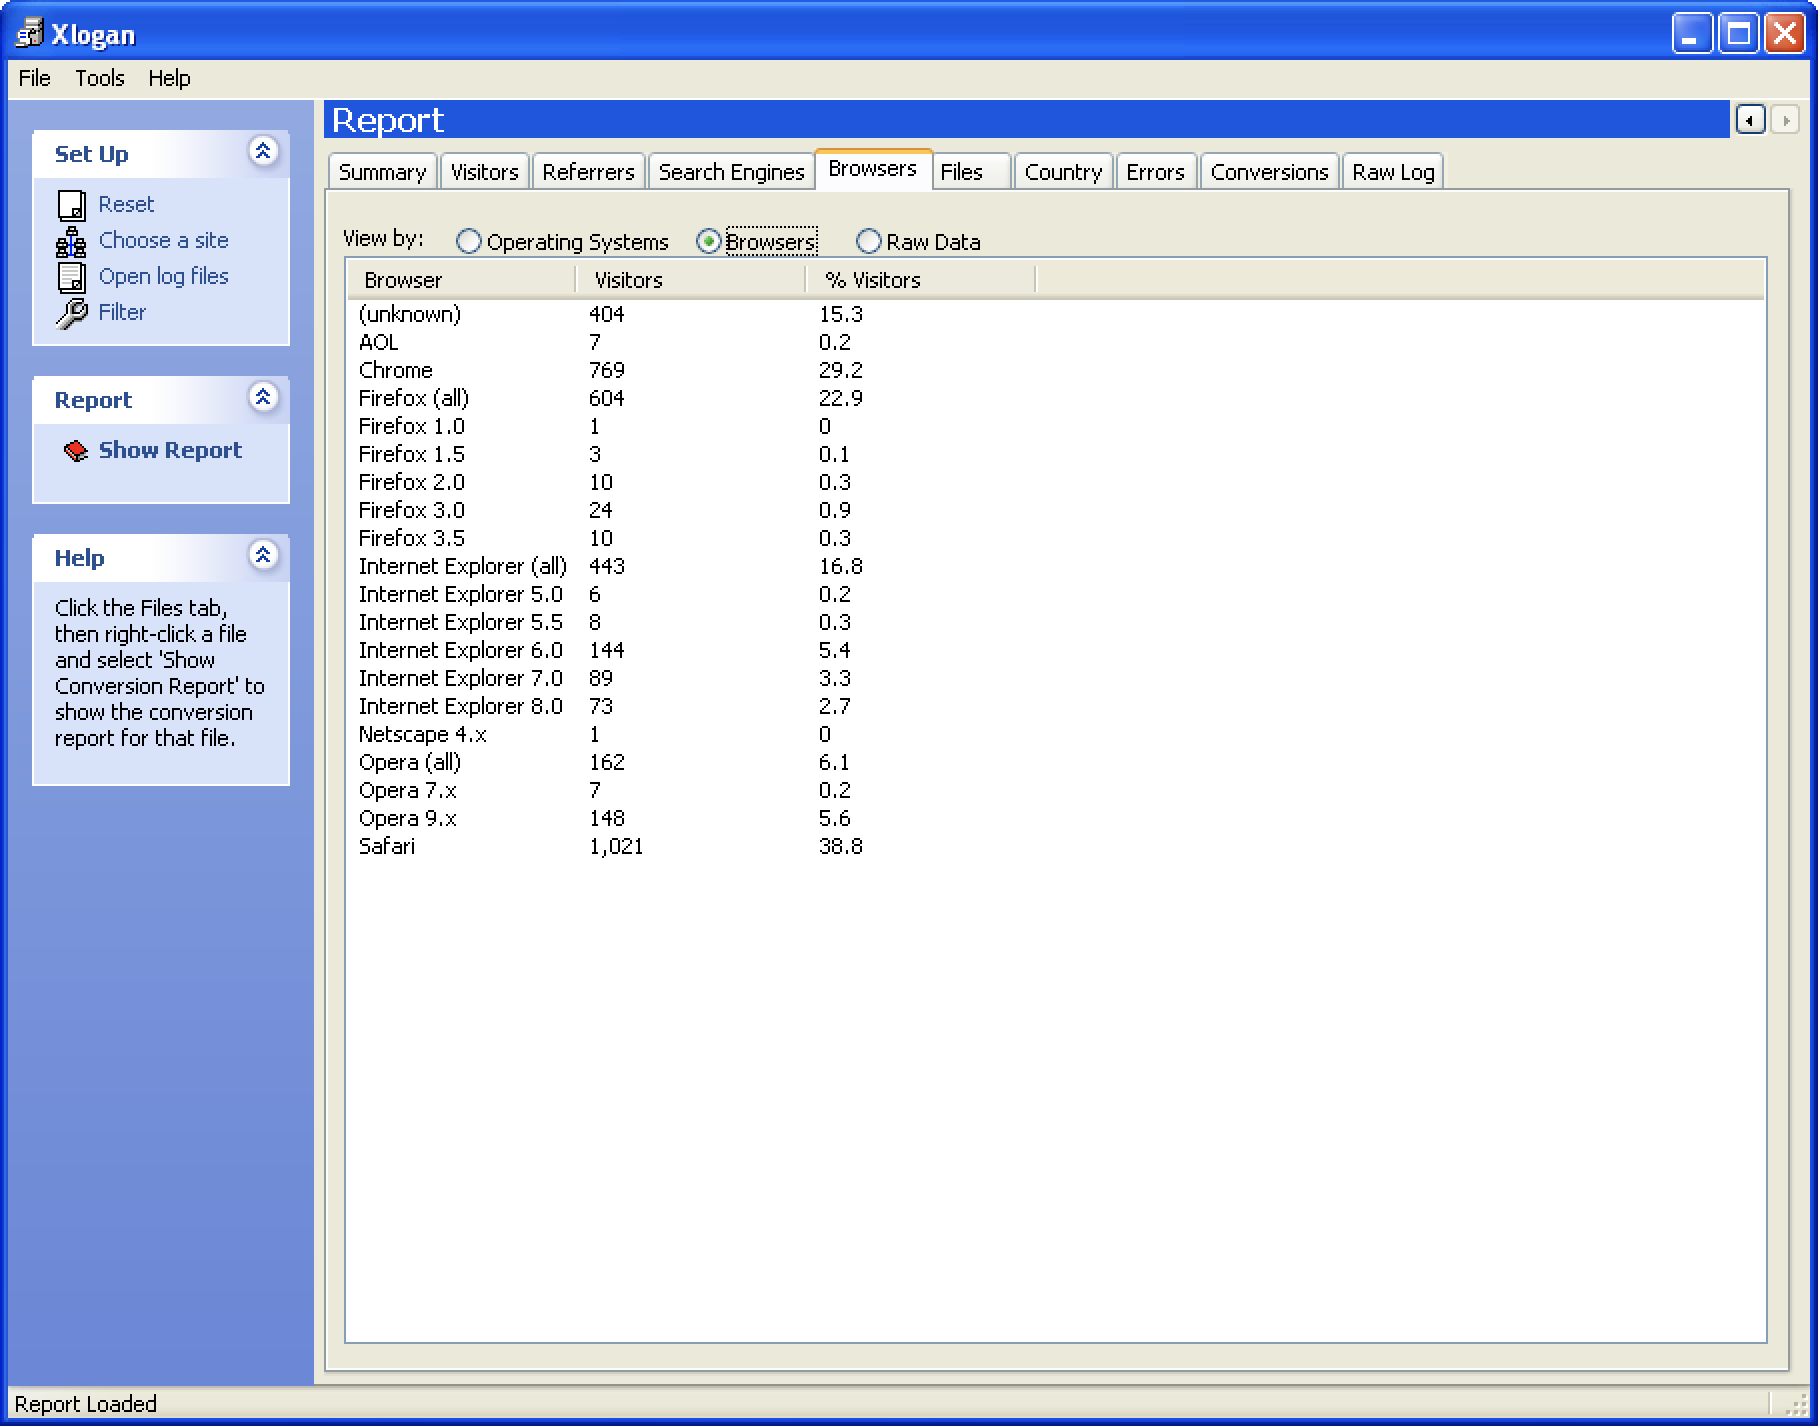 Xlogan
File Tools Help
Set Up
Reset
Choose a site
Open log files
Filter
Report
Show Report
Help
Click the Files tab,
then right-click a file
and select 'Show
Conversion Report' to
show the conversion
report for that file.
Report
Summary Visitors Referrers Search Engines Browsers Files Country Errors Conversions Raw Log
View by: Operating Systems Browsers Raw Data
Browser Visitors % Visitors
(unknown) 404 15.3
AOL 7 0.2
Chrome 769 29.2
Firefox (all) 604 22.9
Firefox 1.0 1 0
Firefox 1.5 3 0.1
Firefox 2.0 10 0.3
Firefox 3.0 24 0.9
Firefox 3.5 10 0.3
Internet Explorer (all) 443 16.8
Internet Explorer 5.0 6 0.2
Internet Explorer 5.5 8 0.3
Internet Explorer 6.0 144 5.4
Internet Explorer 7.0 89 3.3
Internet Explorer 8.0 73 2.7
Netscape 4.x 1 0
Opera (all) 162 6.1
Opera 7.x 7 0.2
Opera 9.x 148 5.6
Safari 1,021 38.8
Report Loaded